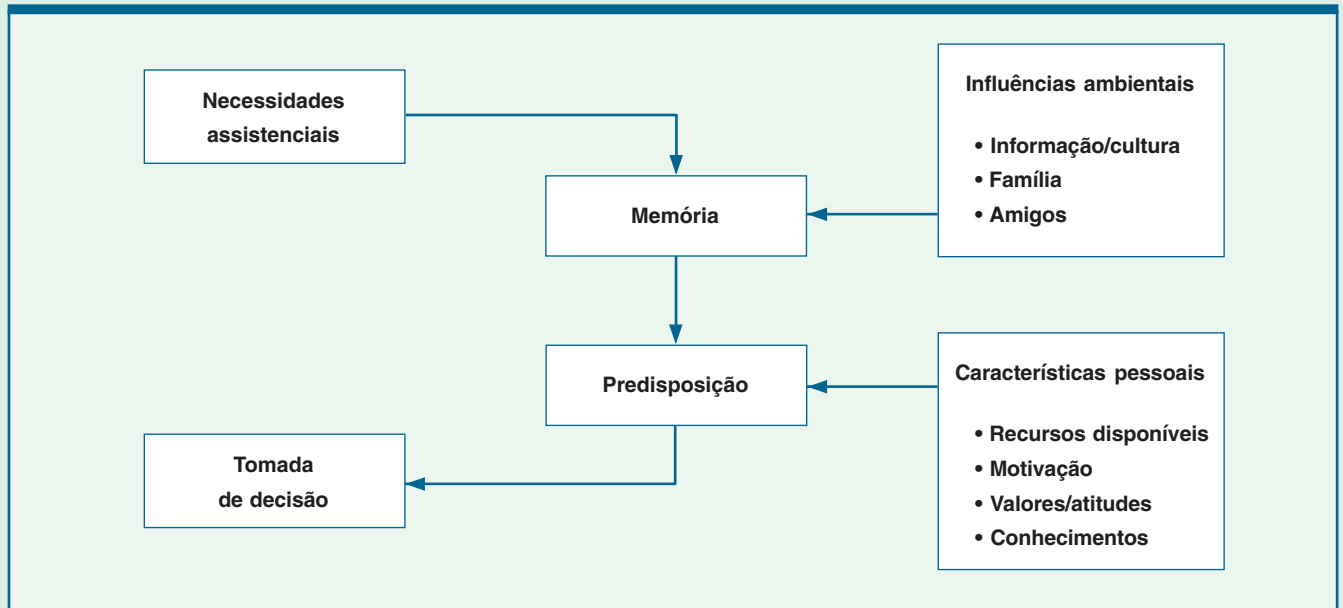 Necessidades
assistenciais
Influências ambientais
• Informação/cultura
• Família
• Amigos
Memória
Predisposição
Características pessoais
• Recursos disponíveis
• Motivação
• Valores/atitudes
• Conhecimentos
Tomada
de decisão